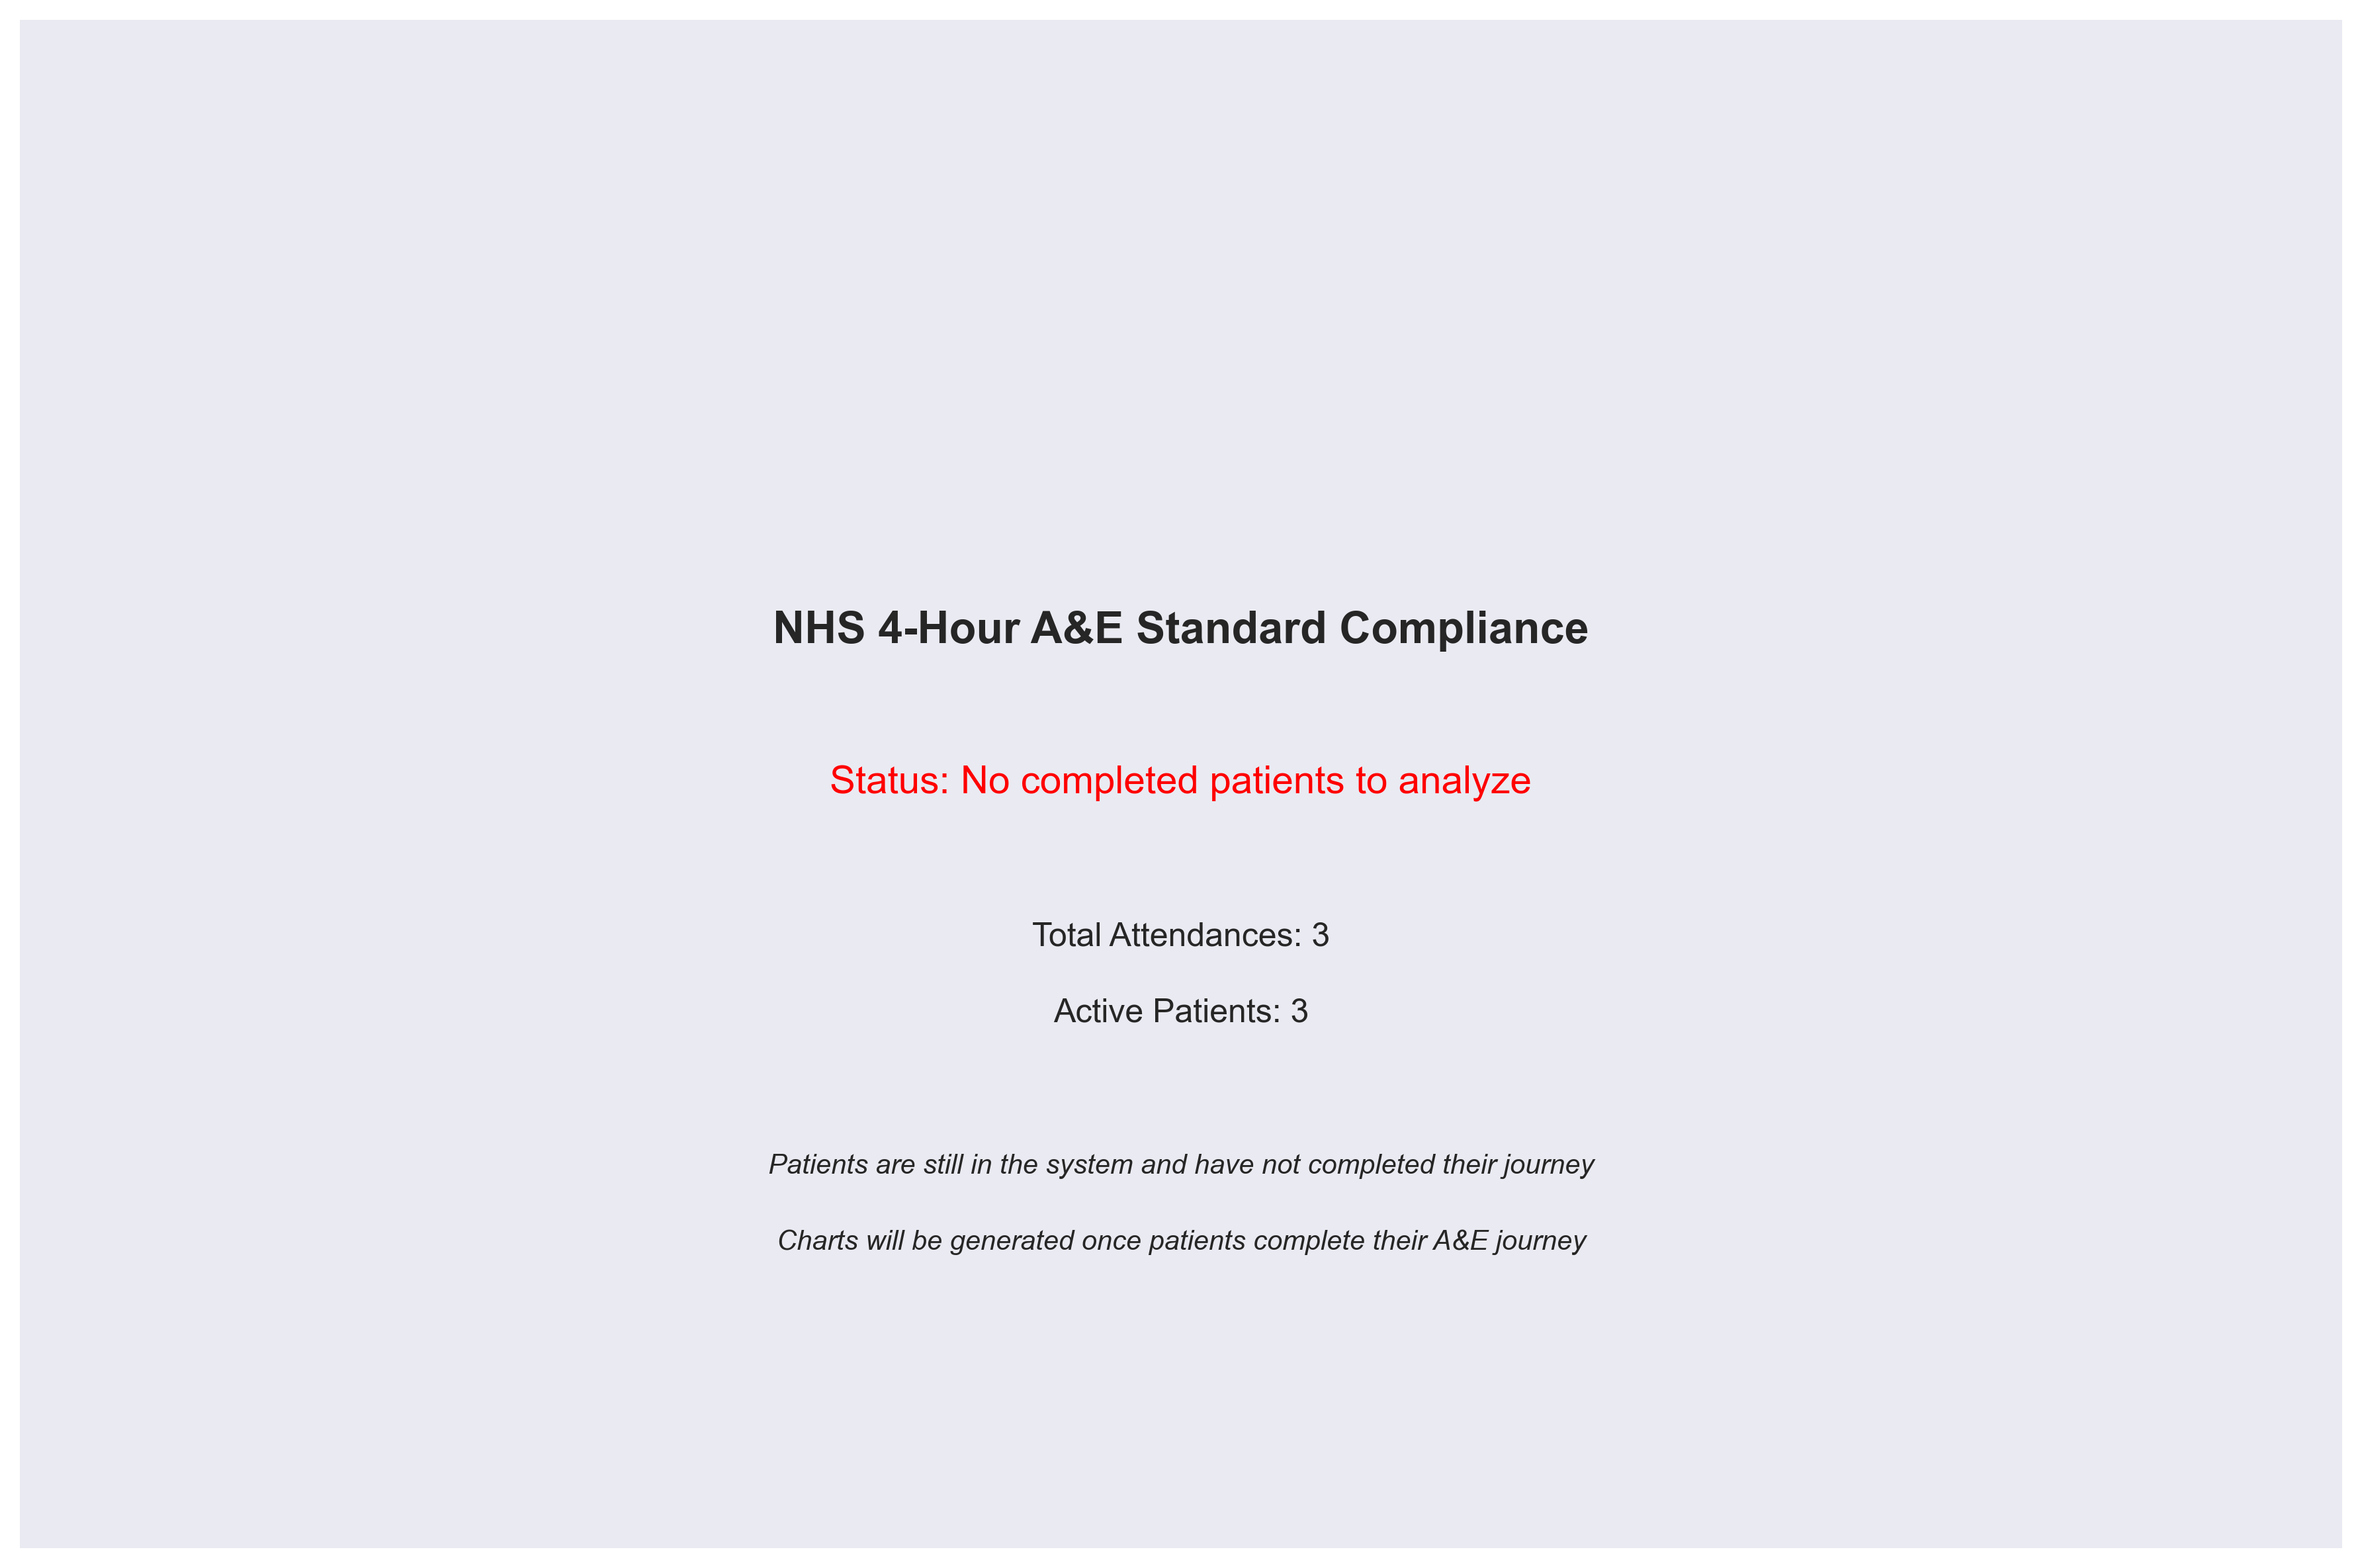 NHS 4-Hour A&E Standard Compliance
Status: No completed patients to analyze
Total Attendances: 3
Active Patients: 3
Patients are still in the system and have not completed their journey
Charts will be generated once patients complete their A&E journey